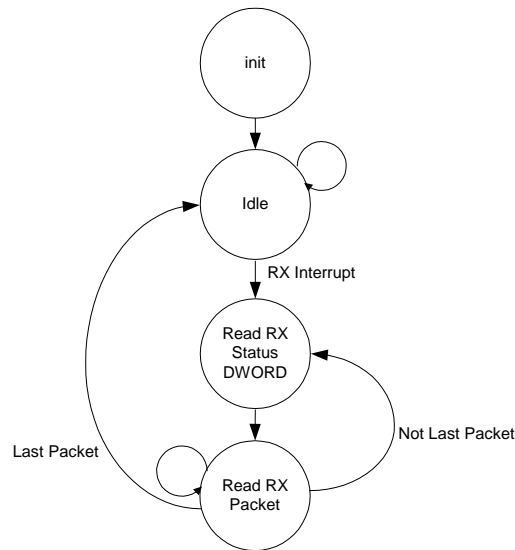 init
Idle
RX Interrupt
Read RX
Status
DWORD
Not Last Packet
Last Packet
Read RX
Packet